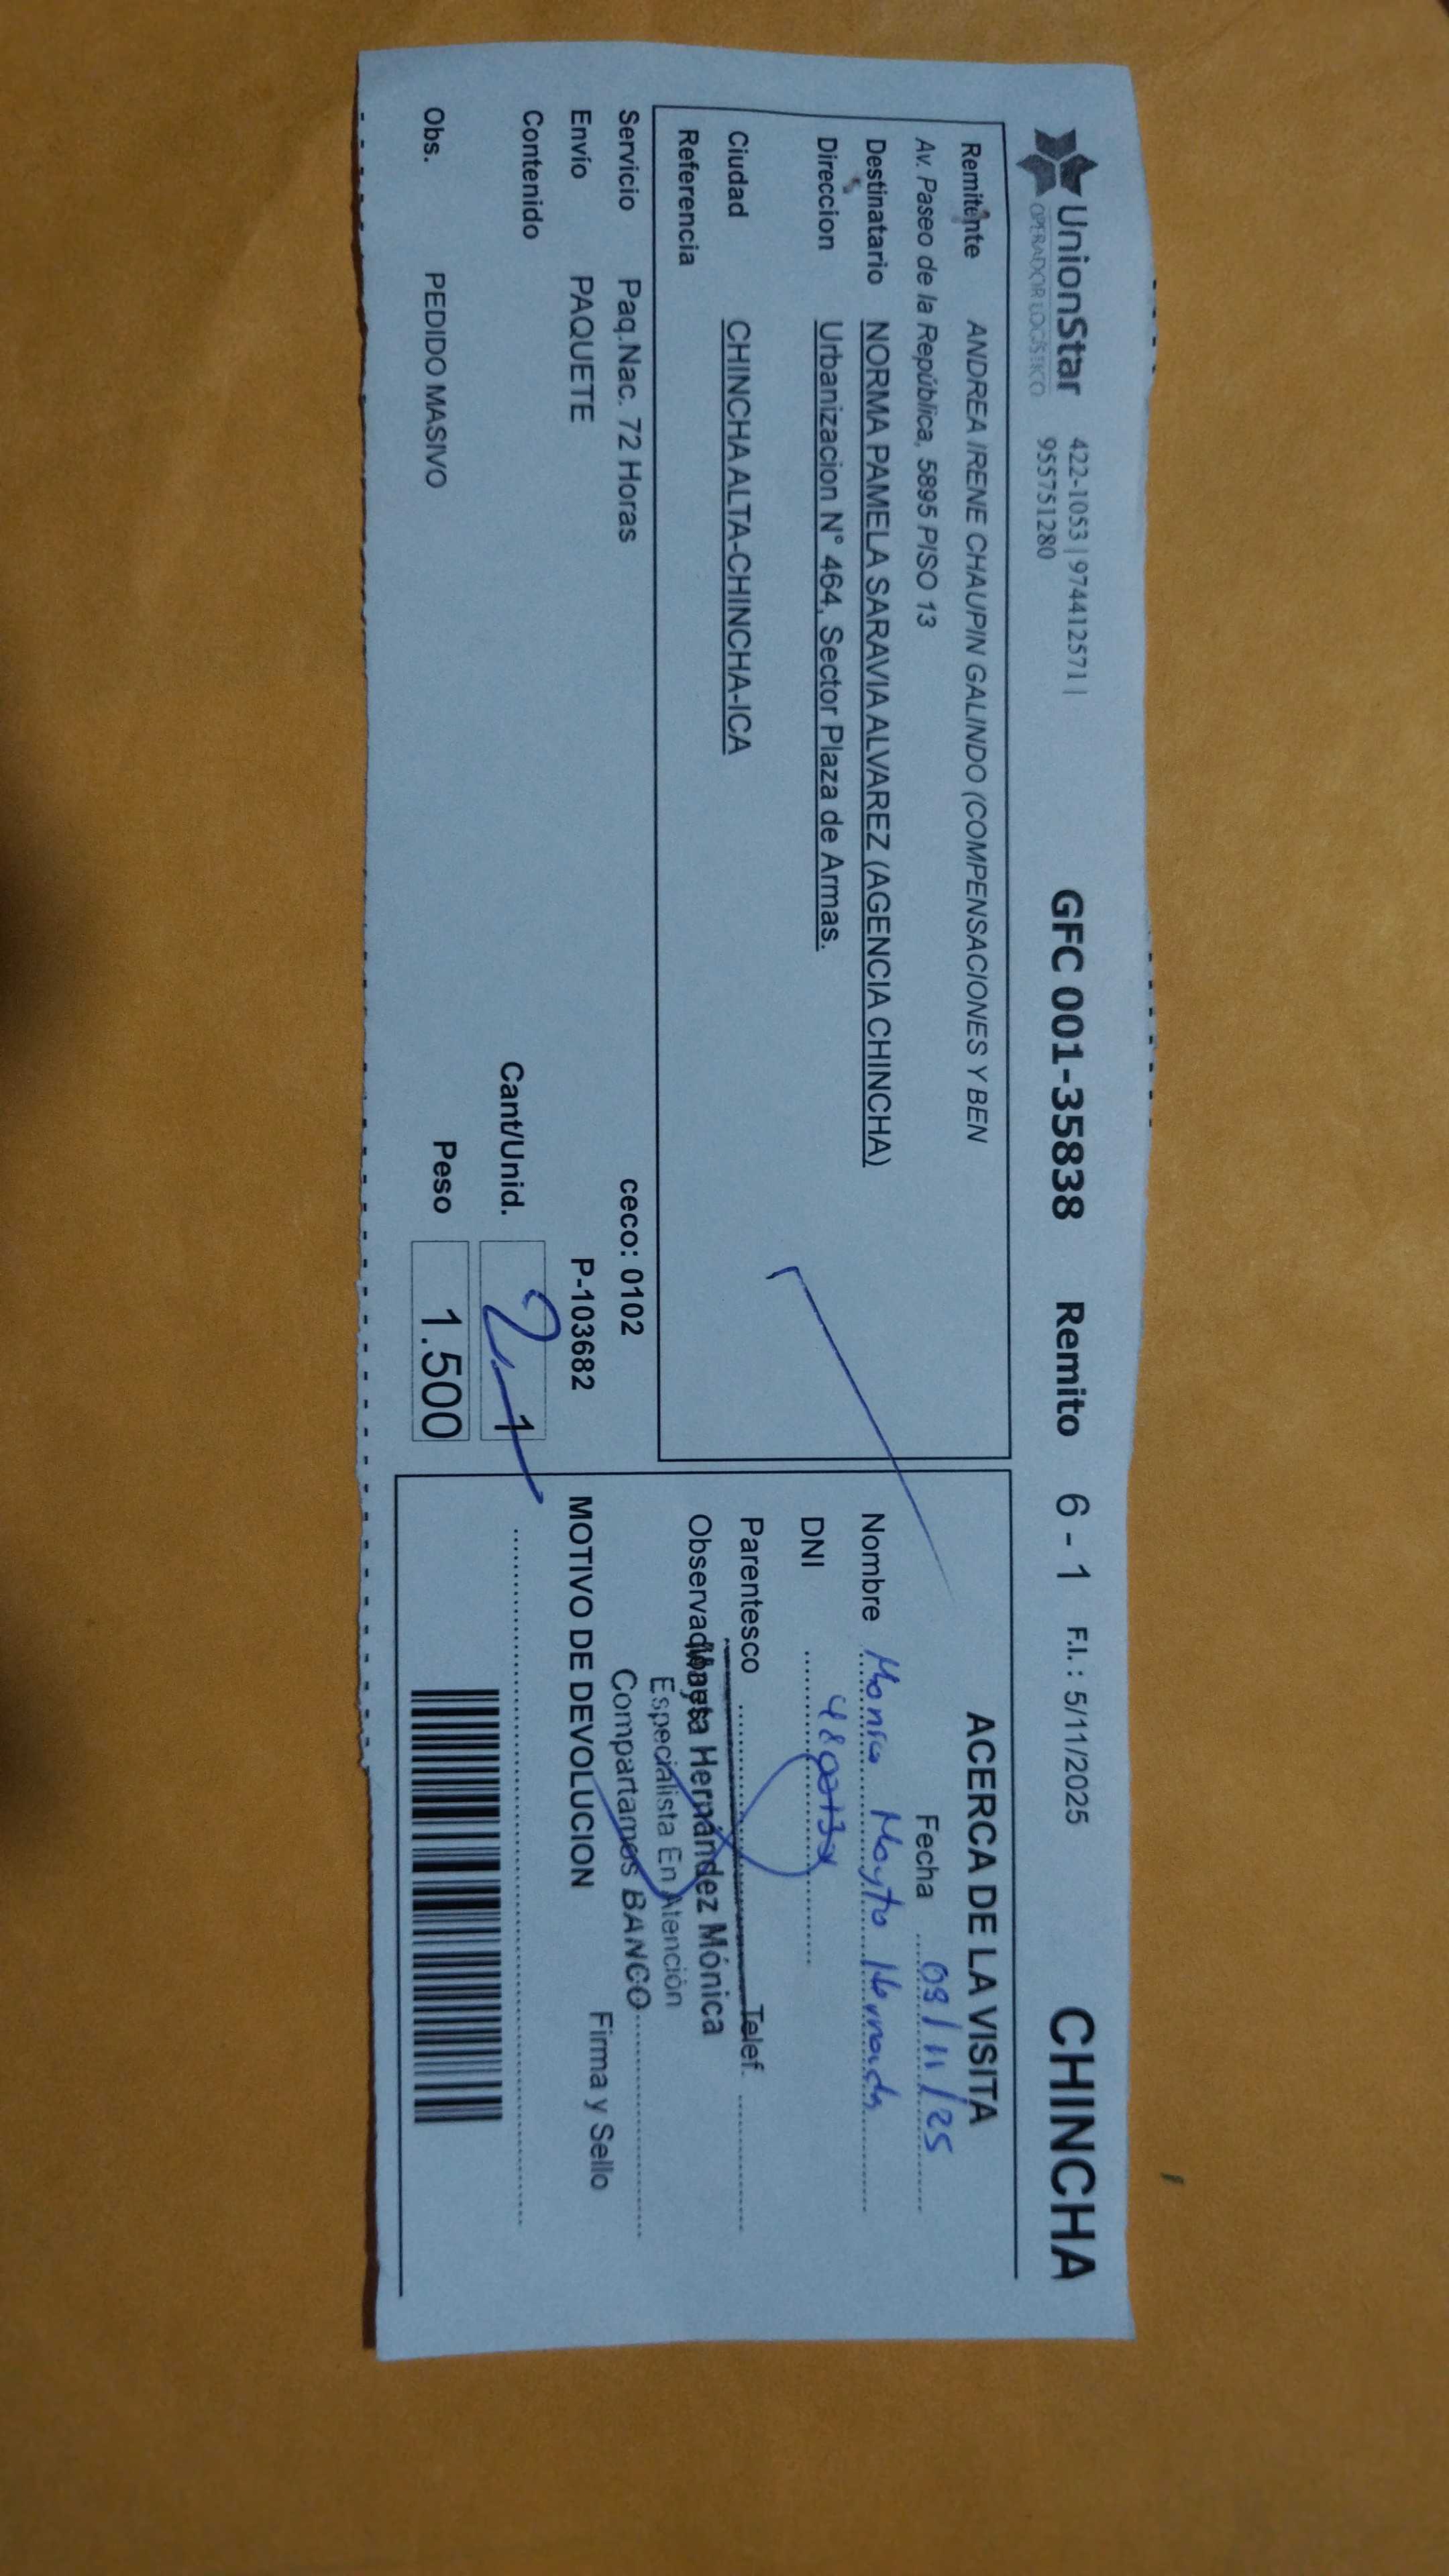 UnionStar 422-1053 | 974412571 | GFC 001-35838 Remito 6 - 1 F.I. : 5/11/2025 CHINCHA
OPERADOR LOGÍSTICO 955751280
Remitente ANDREA IRENE CHAUPIN GALINDO (COMPENSACIONES Y BEN
Av. Paseo de la República, 5895 PISO 13
Destinatario NORMA PAMELA SARAVIA ALVAREZ (AGENCIA CHINCHA)
Direccion Urbanizacion N° 464, Sector Plaza de Armas.
Ciudad CHINCHA ALTA-CHINCHA-ICA
Referencia
Servicio Paq.Nac. 72 Horas ceco: 0102
Envío PAQUETE P-103682
Contenido Cant/Unid. 1
Obs. PEDIDO MASIVO Peso 1.500
ACERCA DE LA VISITA
Fecha 09/11/25
Nombre Monica Mayta Hernandez
DNI
Parentesco Telef.
Hernández Mónica
Especialista En Atención
Compartamos BANCO
Firma y Sello
MOTIVO DE DEVOLUCION